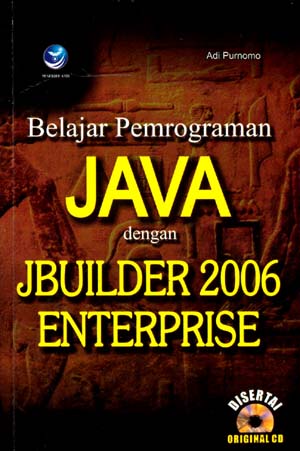 Adi Purnomo
Belajar Pemrograman
JAVA
dengan
JBUILDER 2006
ENTERPRISE
DISERTAI
ORIGINAL CD